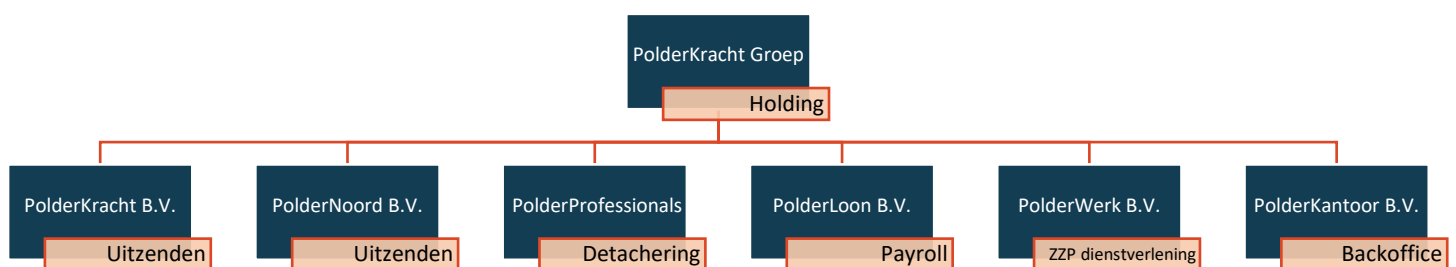 PolderKracht Groep
Holding
PolderKracht B.V.
Uitzenden
PolderNoord B.V.
Uitzenden
PolderProfessionals
Detachering
PolderLoon B.V.
Payroll
PolderWerk B.V.
ZZP dienstverlening
PolderKantoor B.V.
Backoffice